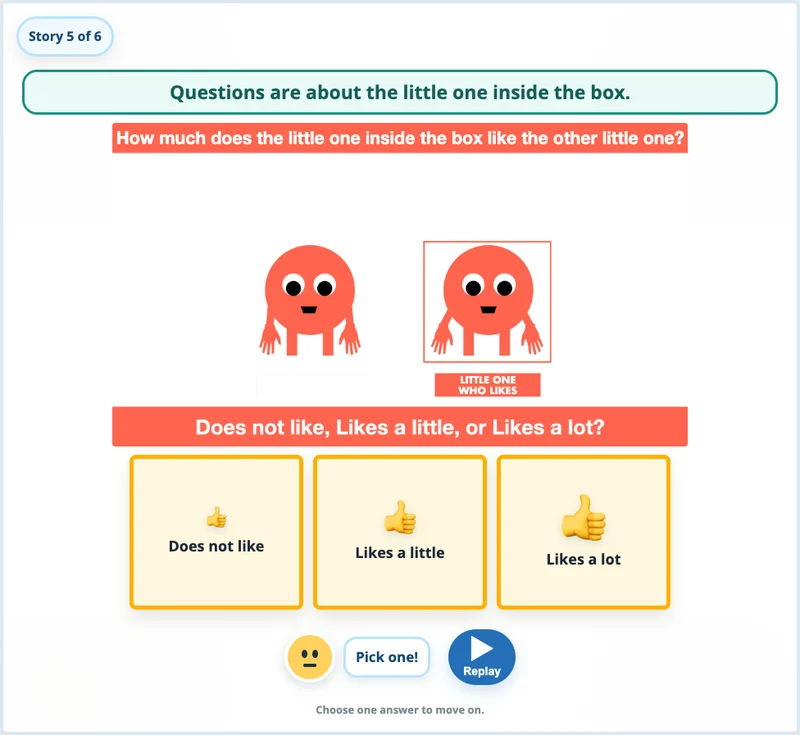 Story 5 of 6
Questions are about the little one inside the box.
How much does the little one inside the box like the other little one?
LITTLE ONE
WHO LIKES
Does not like, Likes a little, or Likes a lot?
Does not like
Likes a little
Likes a lot
Pick one!
Replay
Choose one answer to move on.